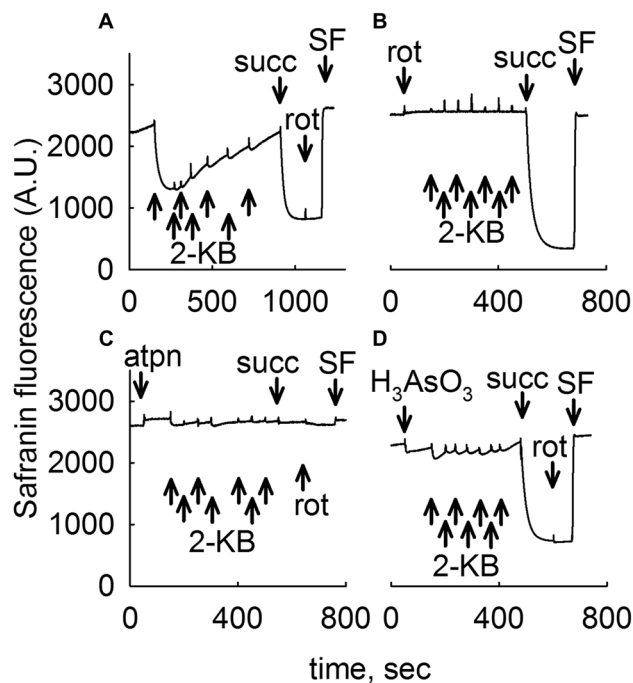 A
B
SF
succ
rot
rot
succ
SF
3000
2000
1000
0
2-KB
2-KB
0
500
1000
0
400
800
C
D
atpn
succ
SF
H3AsO3
succ
SF
rot
3000
2000
1000
0
2-KB
rot
2-KB
0
400
800
0
400
800
Safranin fluorescence (A.U.)
time, sec